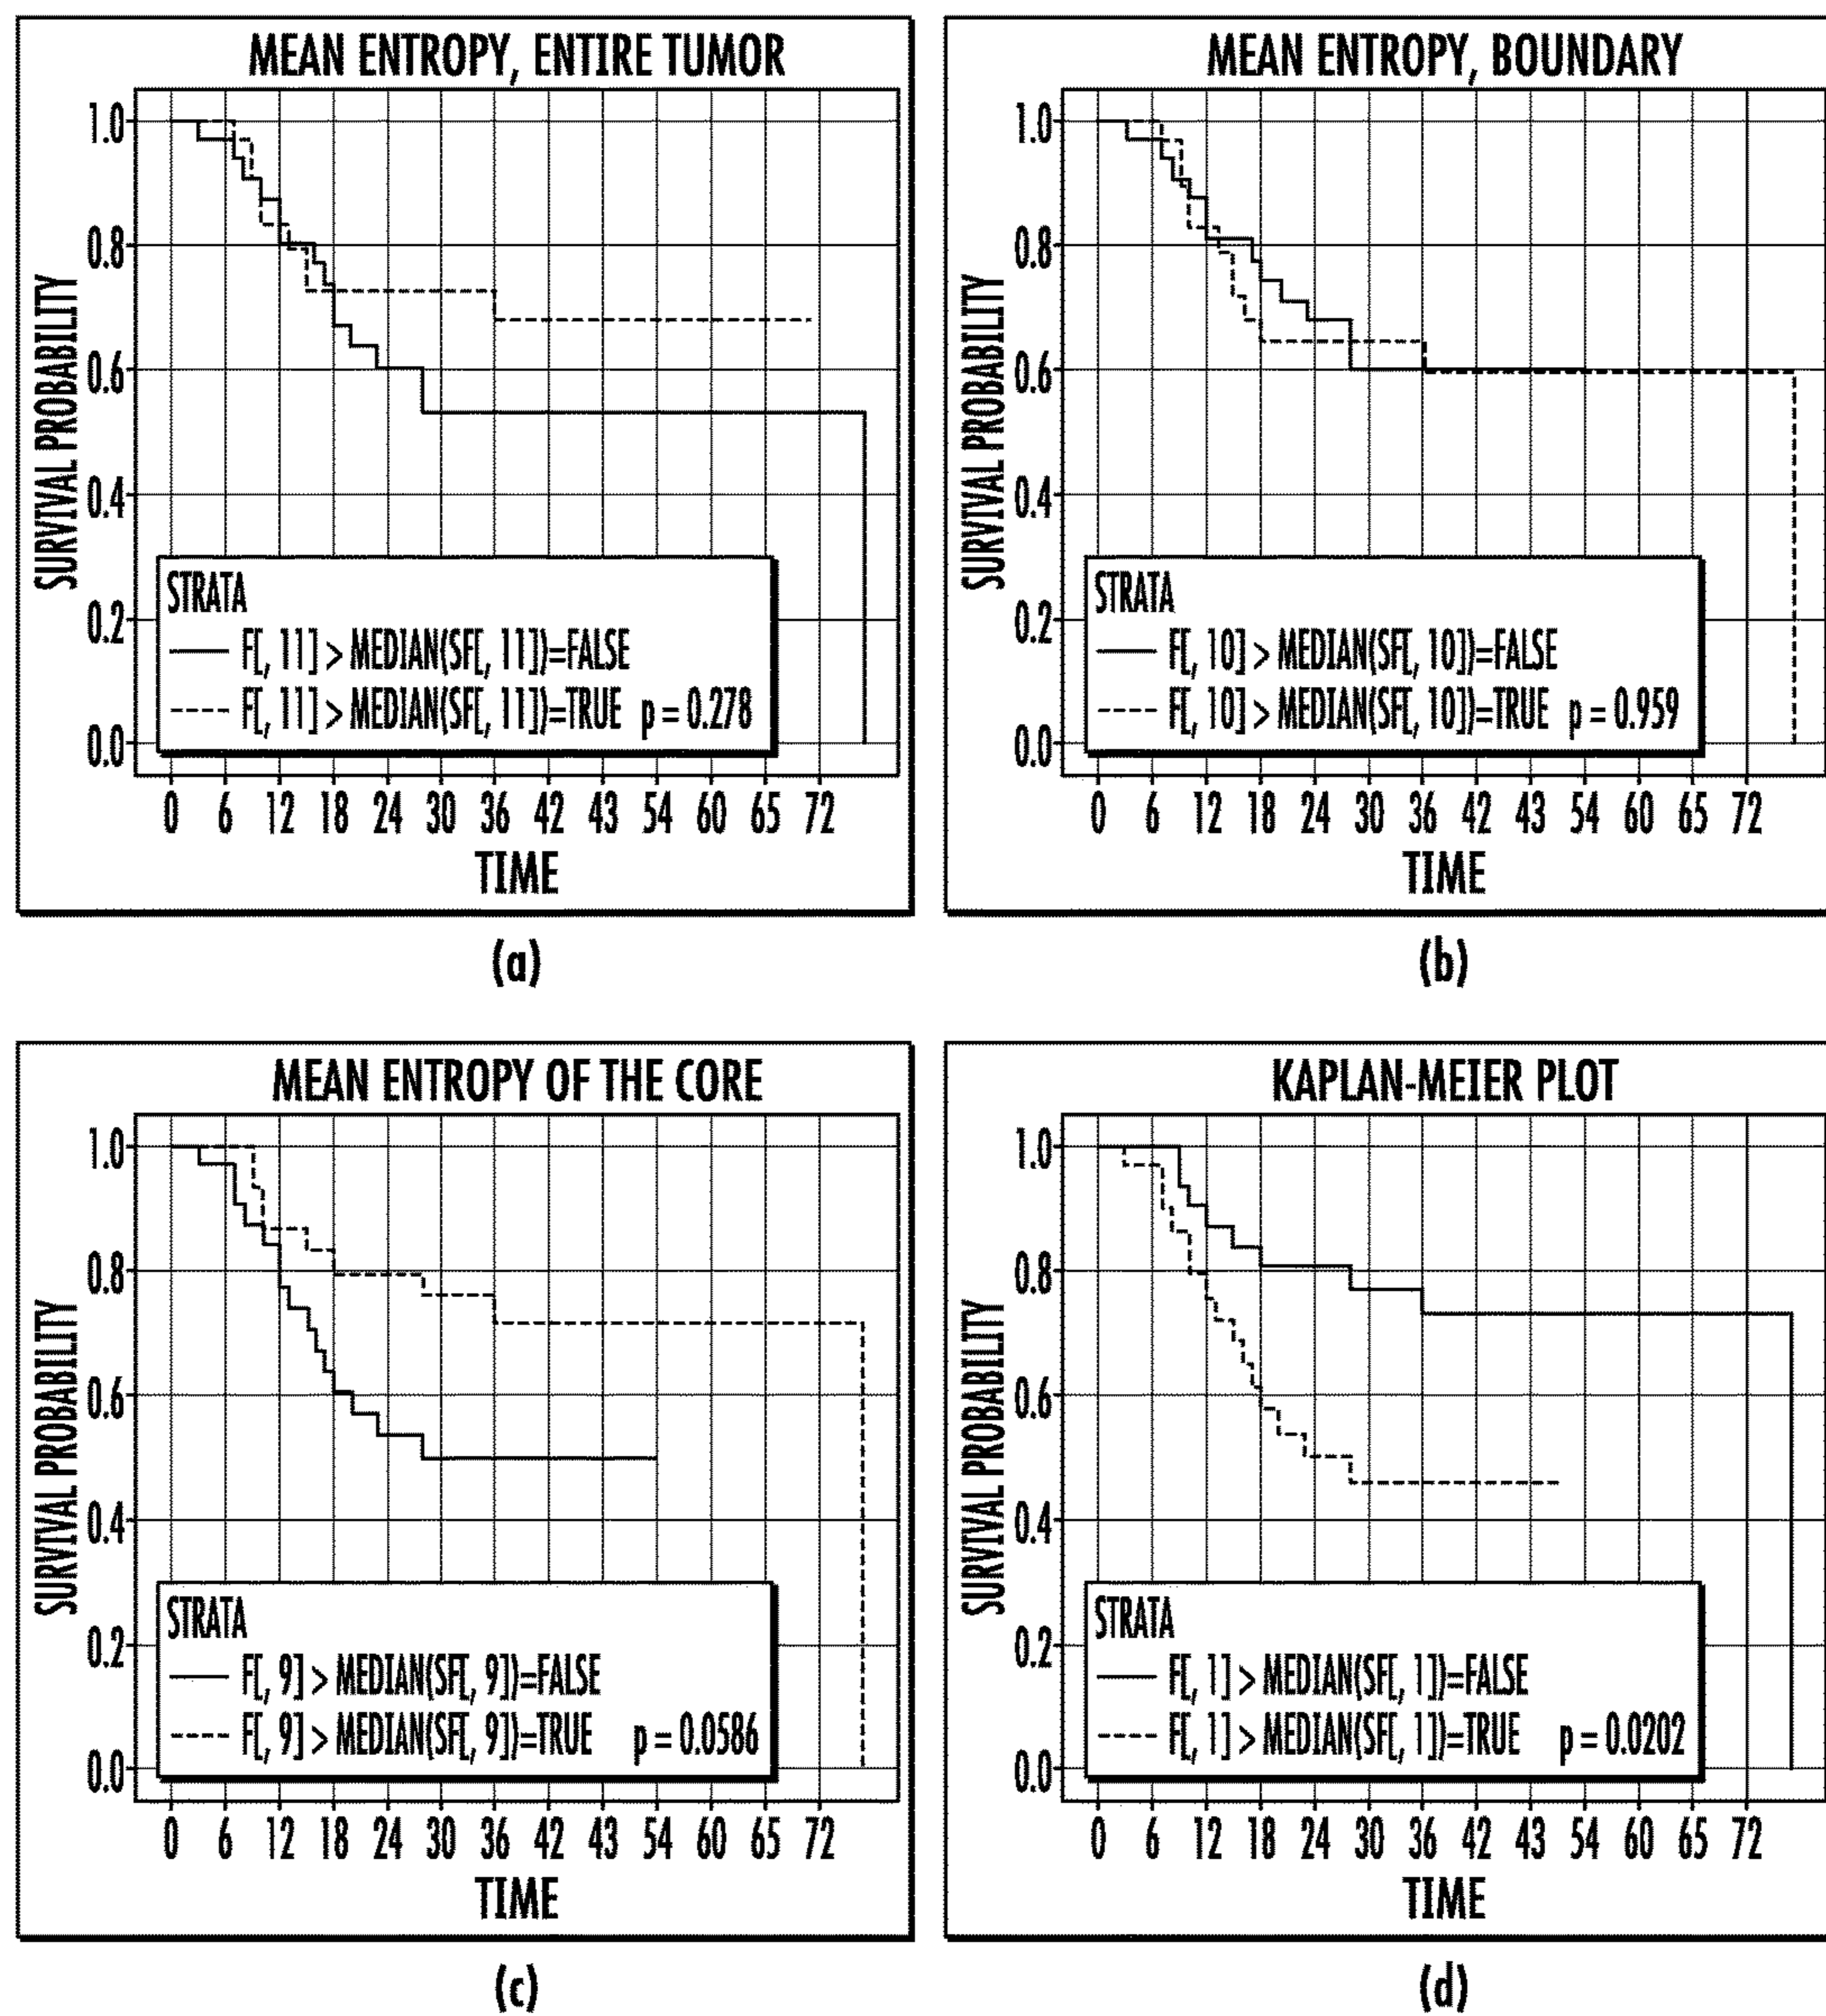 MEAN ENTROPY, ENTIRE TUMOR
SURVIVAL PROBABILITY
1.0
0.8
0.6
0.4
0.2
0.0
STRATA
F[, 11] > MEDIAN(SF[, 11])=FALSE
F[, 11] > MEDIAN(SF[, 11])=TRUE p = 0.278
0 6 12 18 24 30 36 42 43 54 60 65 72
TIME
(a)
MEAN ENTROPY, BOUNDARY
SURVIVAL PROBABILITY
1.0
0.8
0.6
0.4
0.2
0.0
STRATA
F[, 10] > MEDIAN(SF[, 10])=FALSE
F[, 10] > MEDIAN(SF[, 10])=TRUE p = 0.959
0 6 12 18 24 30 36 42 43 54 60 65 72
TIME
(b)
MEAN ENTROPY OF THE CORE
SURVIVAL PROBABILITY
1.0
0.8
0.6
0.4
0.2
0.0
STRATA
F[, 9] > MEDIAN(SF[, 9])=FALSE
F[, 9] > MEDIAN(SF[, 9])=TRUE p = 0.0586
0 6 12 18 24 30 36 42 43 54 60 65 72
TIME
(c)
KAPLAN-MEIER PLOT
SURVIVAL PROBABILITY
1.0
0.8
0.6
0.4
0.2
0.0
STRATA
F[, 1] > MEDIAN(SF[, 1])=FALSE
F[, 1] > MEDIAN(SF[, 1])=TRUE p = 0.0202
0 6 12 18 24 30 36 42 43 54 60 65 72
TIME
(d)